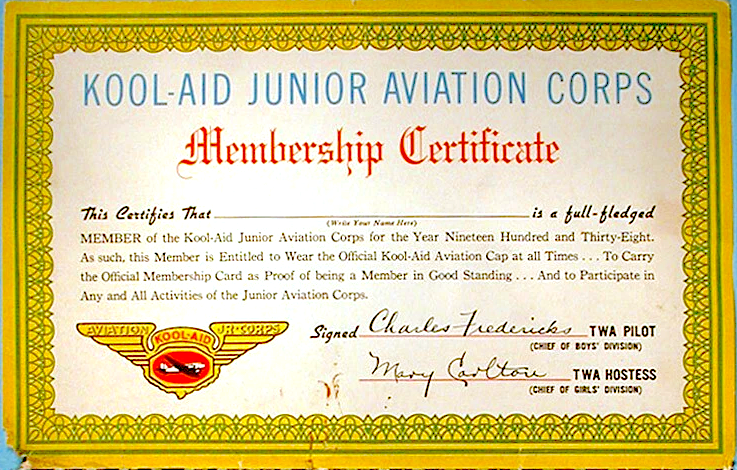 KOOL-AID JUNIOR AVIATION CORPS
Membership Certificate
This Certifies That is a full-fledged
(Write Your Name Here)
MEMBER of the Kool-Aid Junior Aviation Corps for the Year Nineteen Hundred and Thirty-Eight.
As such, this Member is Entitled to Wear the Official Kool-Aid Aviation Cap at all Times . . . To Carry
the Official Membership Card as Proof of being a Member in Good Standing . . . And to Participate in
Any and All Activities of the Junior Aviation Corps.
AVIATION KOOL-AID JR. CORPS
Signed Charles Fredericks TWA PILOT
(CHIEF OF BOYS' DIVISION)
Mary Carlton TWA HOSTESS
(CHIEF OF GIRLS' DIVISION)